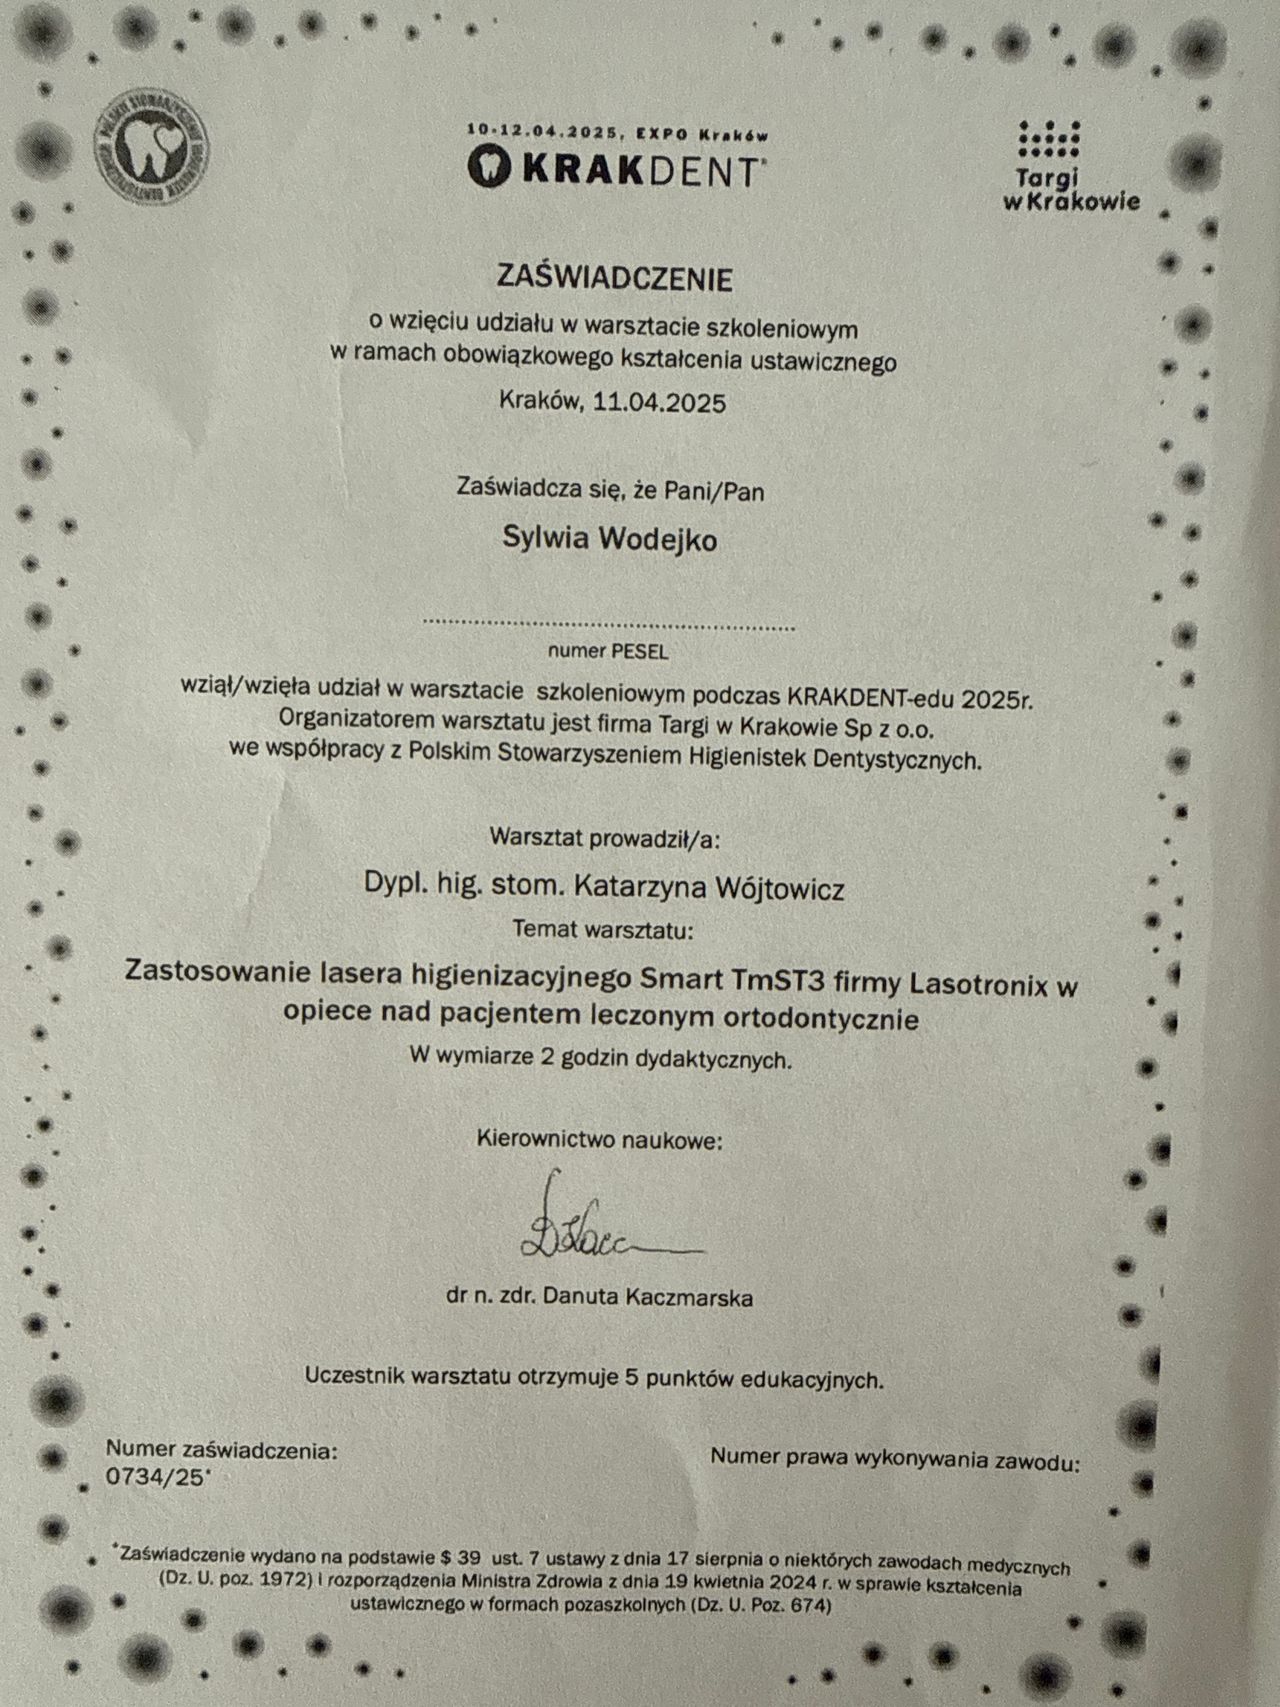 POLSKIE STOWARZYSZENIE HIGIENISTEK DENTYSTYCZNYCH
10-12.04.2025, EXPO Kraków
KRAKDENT®
Targi
w Krakowie
ZAŚWIADCZENIE
o wzięciu udziału w warsztacie szkoleniowym
w ramach obowiązkowego kształcenia ustawicznego
Kraków, 11.04.2025
Zaświadcza się, że Pani/Pan
Sylwia Wodejko
numer PESEL
wziął/wzięła udział w warsztacie szkoleniowym podczas KRAKDENT-edu 2025r.
Organizatorem warsztatu jest firma Targi w Krakowie Sp z o.o.
we współpracy z Polskim Stowarzyszeniem Higienistek Dentystycznych.
Warsztat prowadził/a:
Dypl. hig. stom. Katarzyna Wójtowicz
Temat warsztatu:
Zastosowanie lasera higienizacyjnego Smart TmST3 firmy Lasotronix w
opiece nad pacjentem leczonym ortodontycznie
W wymiarze 2 godzin dydaktycznych.
Kierownictwo naukowe:
dr n. zdr. Danuta Kaczmarska
Uczestnik warsztatu otrzymuje 5 punktów edukacyjnych.
Numer zaświadczenia:
0734/25*
Numer prawa wykonywania zawodu:
*Zaświadczenie wydano na podstawie $ 39 ust. 7 ustawy z dnia 17 sierpnia o niektórych zawodach medycznych
(Dz. U. poz. 1972) i rozporządzenia Ministra Zdrowia z dnia 19 kwietnia 2024 r. w sprawie kształcenia
ustawicznego w formach pozaszkolnych (Dz. U. Poz. 674)